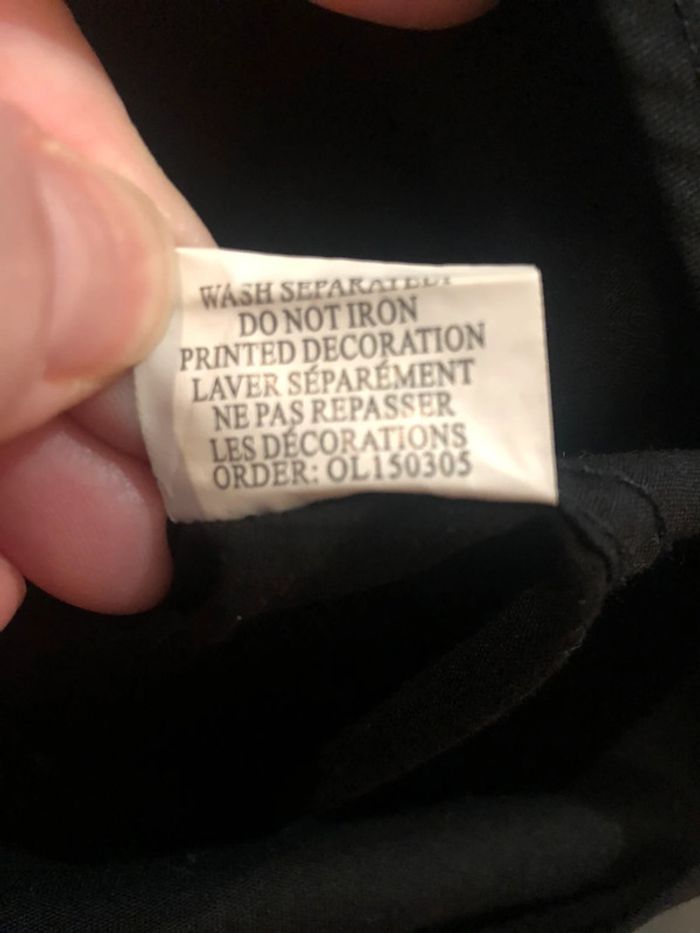 WASH SEPARATELY
DO NOT IRON
PRINTED DECORATION
LAVER SÉPARÉMENT
NE PAS REPASSER
LES DÉCORATIONS
ORDER: OL150305